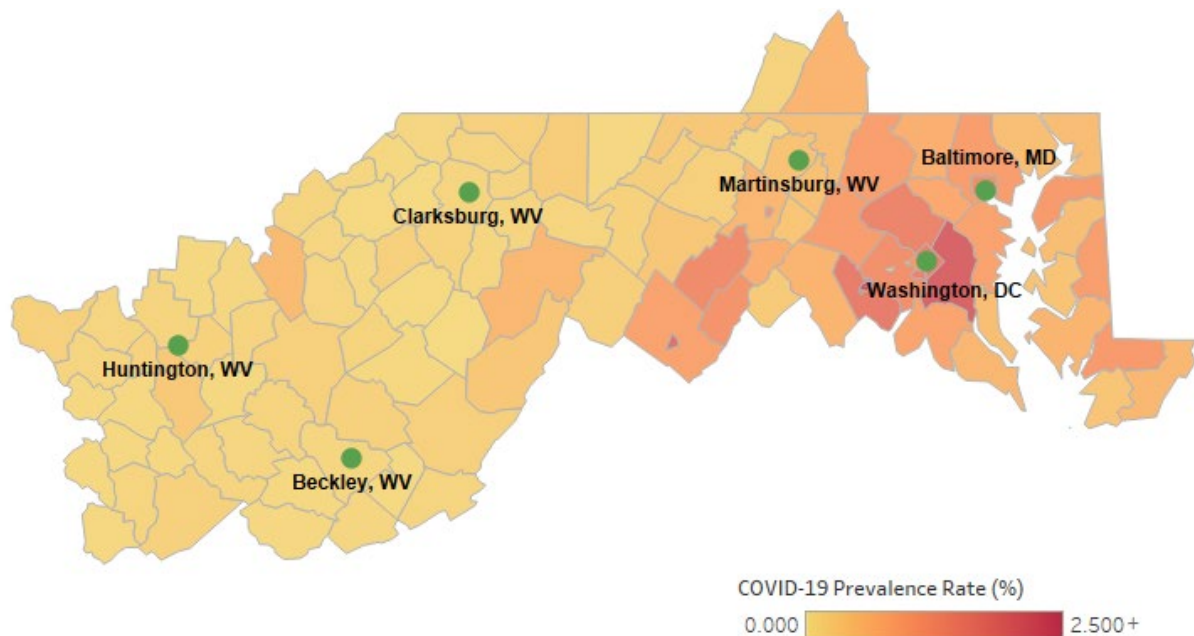 Baltimore, MD
Martinsburg, WV
Clarksburg, WV
Washington, DC
Huntington, WV
Beckley, WV
COVID-19 Prevalence Rate (%)
0.000 2.500+